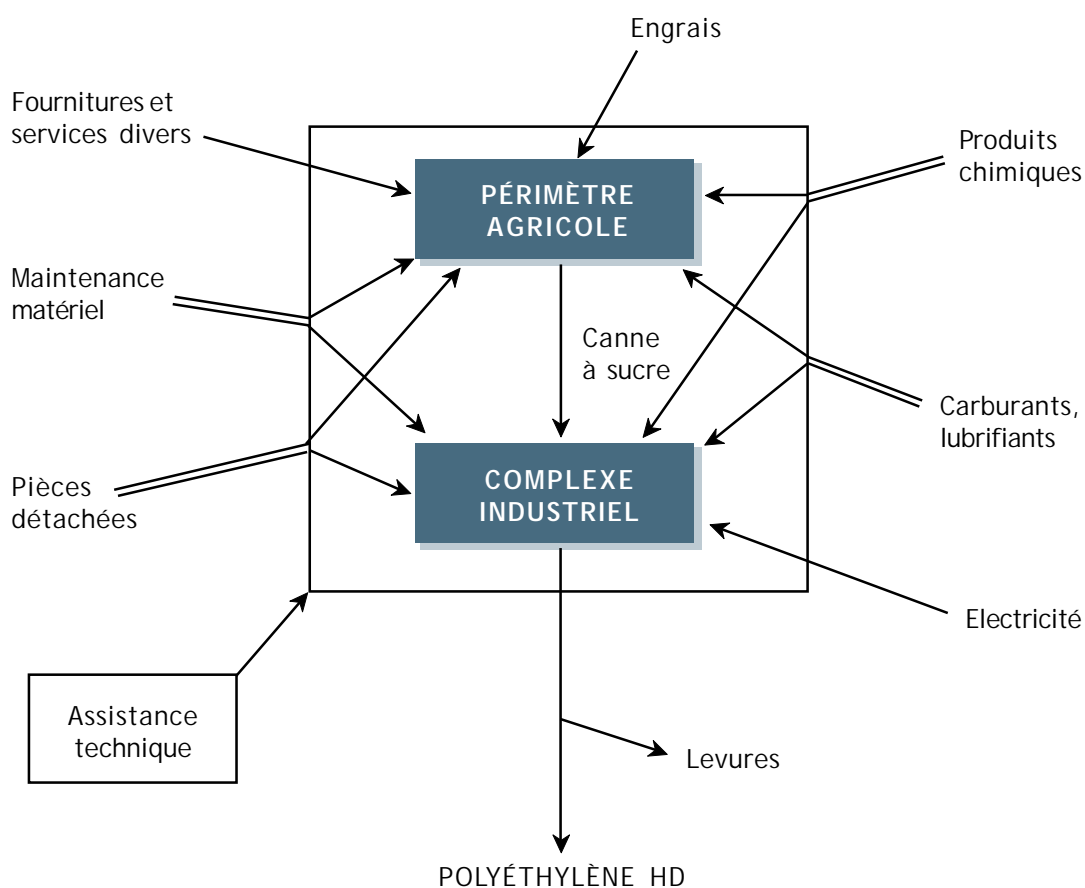 Engrais
Fournitures et
services divers
Produits
chimiques
PÉRIMÈTRE
AGRICOLE
Maintenance
matériel
Canne
à sucre
Carburants,
lubrifiants
Pièces
détachées
COMPLEXE
INDUSTRIEL
Electricité
Assistance
technique
Levures
POLYÉTHYLÈNE HD